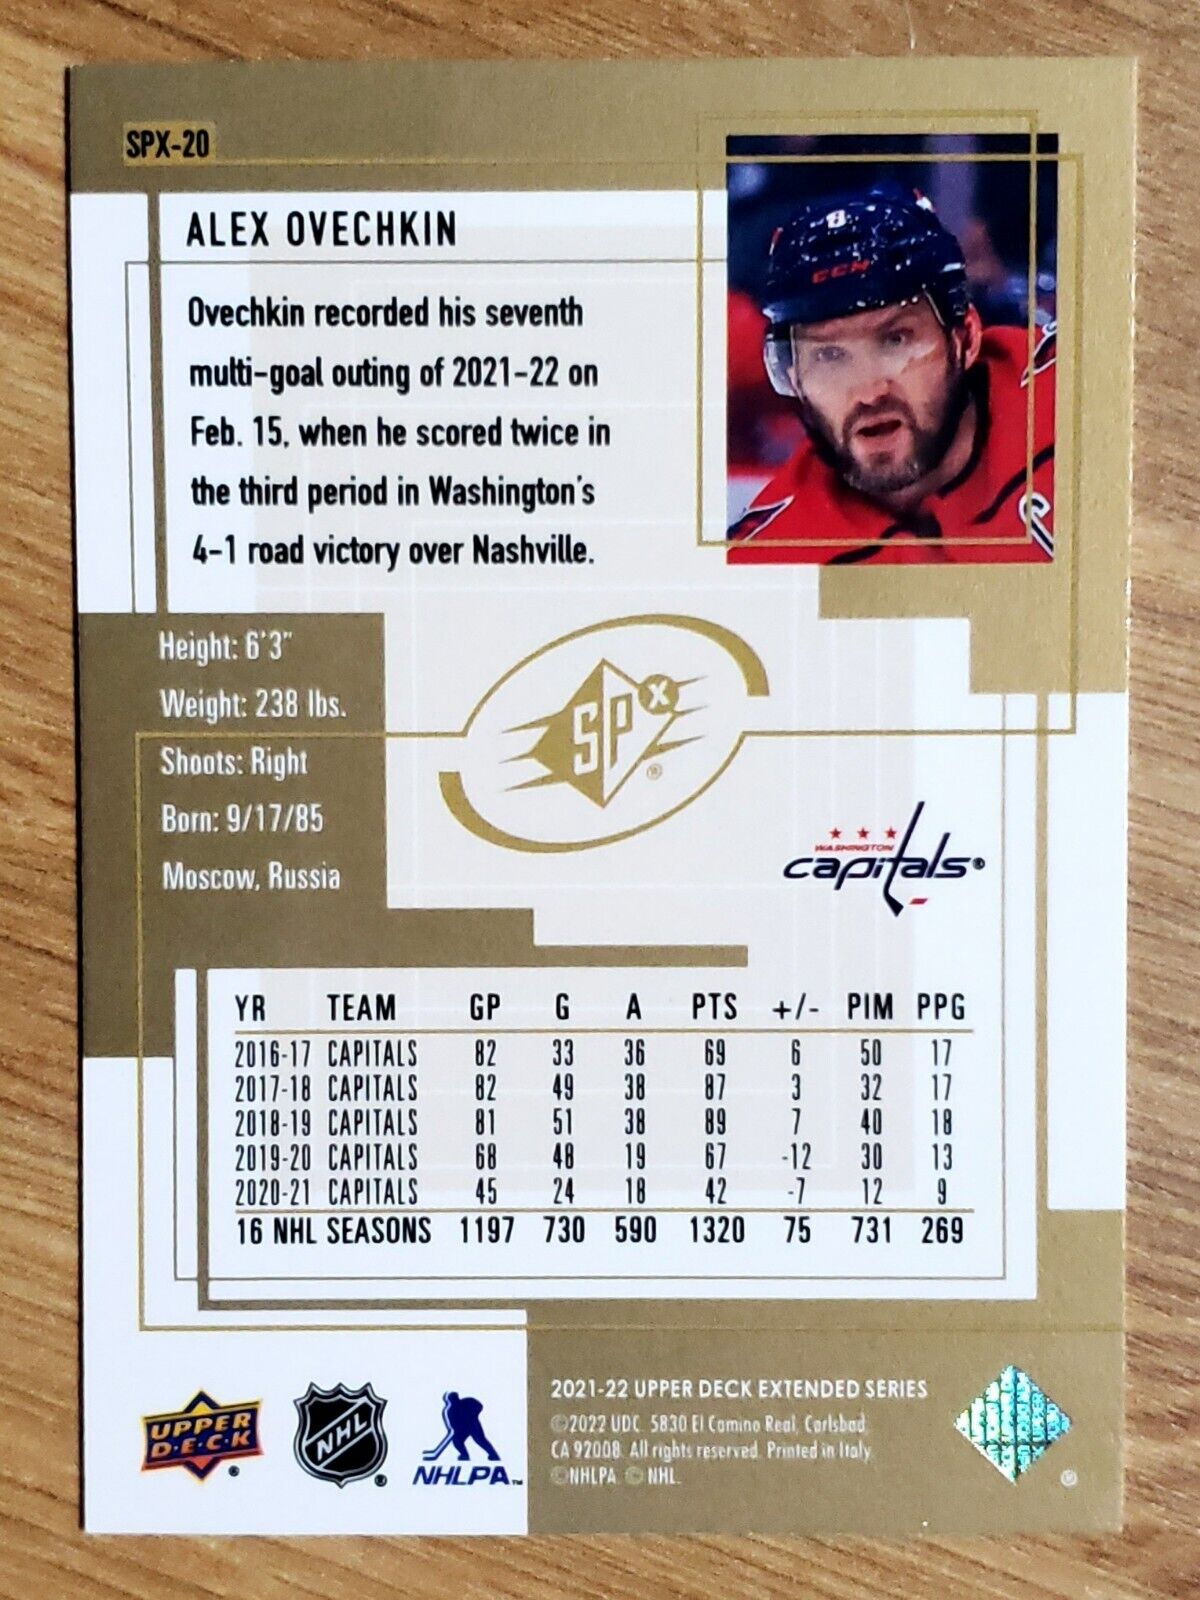 SPX-20
ALEX OVECHKIN
8
CCM
Ovechkin recorded his seventh
multi-goal outing of 2021-22 on
Feb. 15, when he scored twice in
the third period in Washington's
4-1 road victory over Nashville.
C
Height: 6'3"
Weight: 238 lbs.
Shoots: Right
Born: 9/17/85
Moscow, Russia
SPX®
WASHINGTON
capitals®
YR TEAM GP G A PTS +/- PIM PPG
2016-17 CAPITALS 82 33 36 69 6 50 17
2017-18 CAPITALS 82 49 38 87 3 32 17
2018-19 CAPITALS 81 51 38 89 7 40 18
2019-20 CAPITALS 68 48 19 67 -12 30 13
2020-21 CAPITALS 45 24 18 42 -7 12 9
16 NHL SEASONS 1197 730 590 1320 75 731 269
UPPER
D·E·C·K®
NHL®
NHLPA™
2021-22 UPPER DECK EXTENDED SERIES
©2022 UDC. 5830 El Camino Real, Carlsbad,
CA 92008. All rights reserved. Printed in Italy.
©NHLPA ©NHL.
®